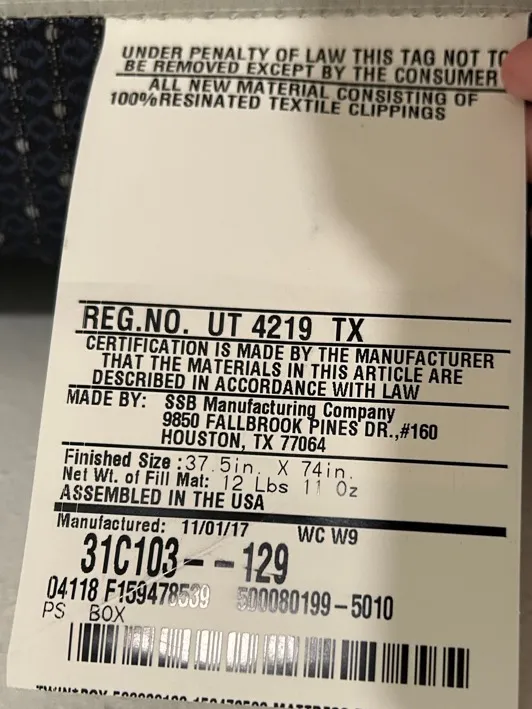 UNDER PENALTY OF LAW THIS TAG NOT TO
BE REMOVED EXCEPT BY THE CONSUMER
ALL NEW MATERIAL CONSISTING OF
100%RESINATED TEXTILE CLIPPINGS
REG.NO. UT 4219 TX
CERTIFICATION IS MADE BY THE MANUFACTURER
THAT THE MATERIALS IN THIS ARTICLE ARE
DESCRIBED IN ACCORDANCE WITH LAW
MADE BY: SSB Manufacturing Company
9850 FALLBROOK PINES DR.,#160
HOUSTON, TX 77064
Finished Size :37.5in. X 74in.
Net Wt. of Fill Mat: 12 Lbs 11 Oz
ASSEMBLED IN THE USA
Manufactured: 11/01/17 WC W9
31C103--129
04118 F159478539 500080199-5010
PS BOX